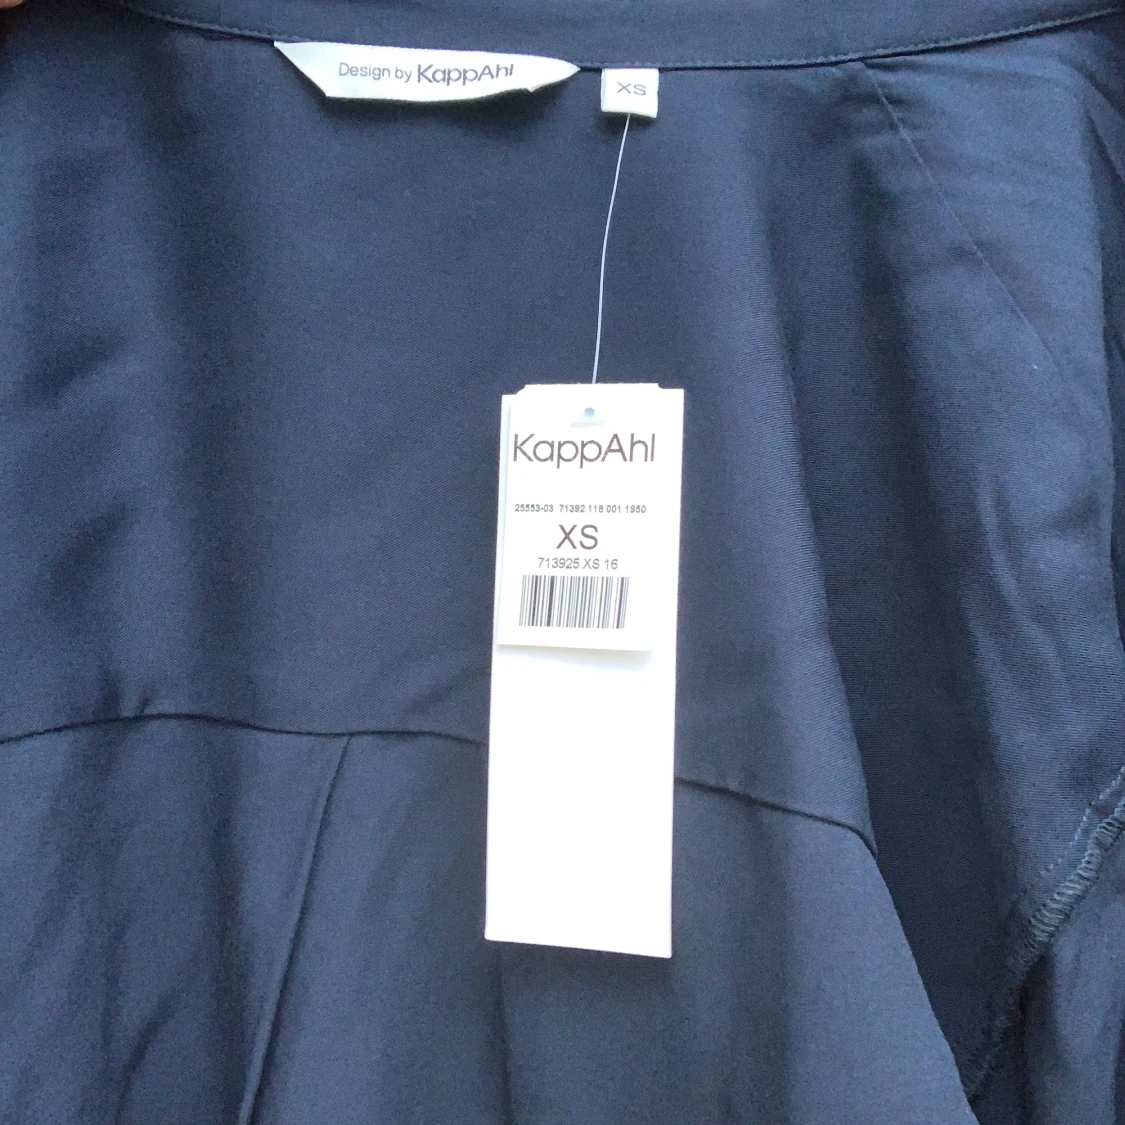 Design by KappAhl
XS
KappAhl
25553-03 71392 118 001 1950
XS
713925 XS 16